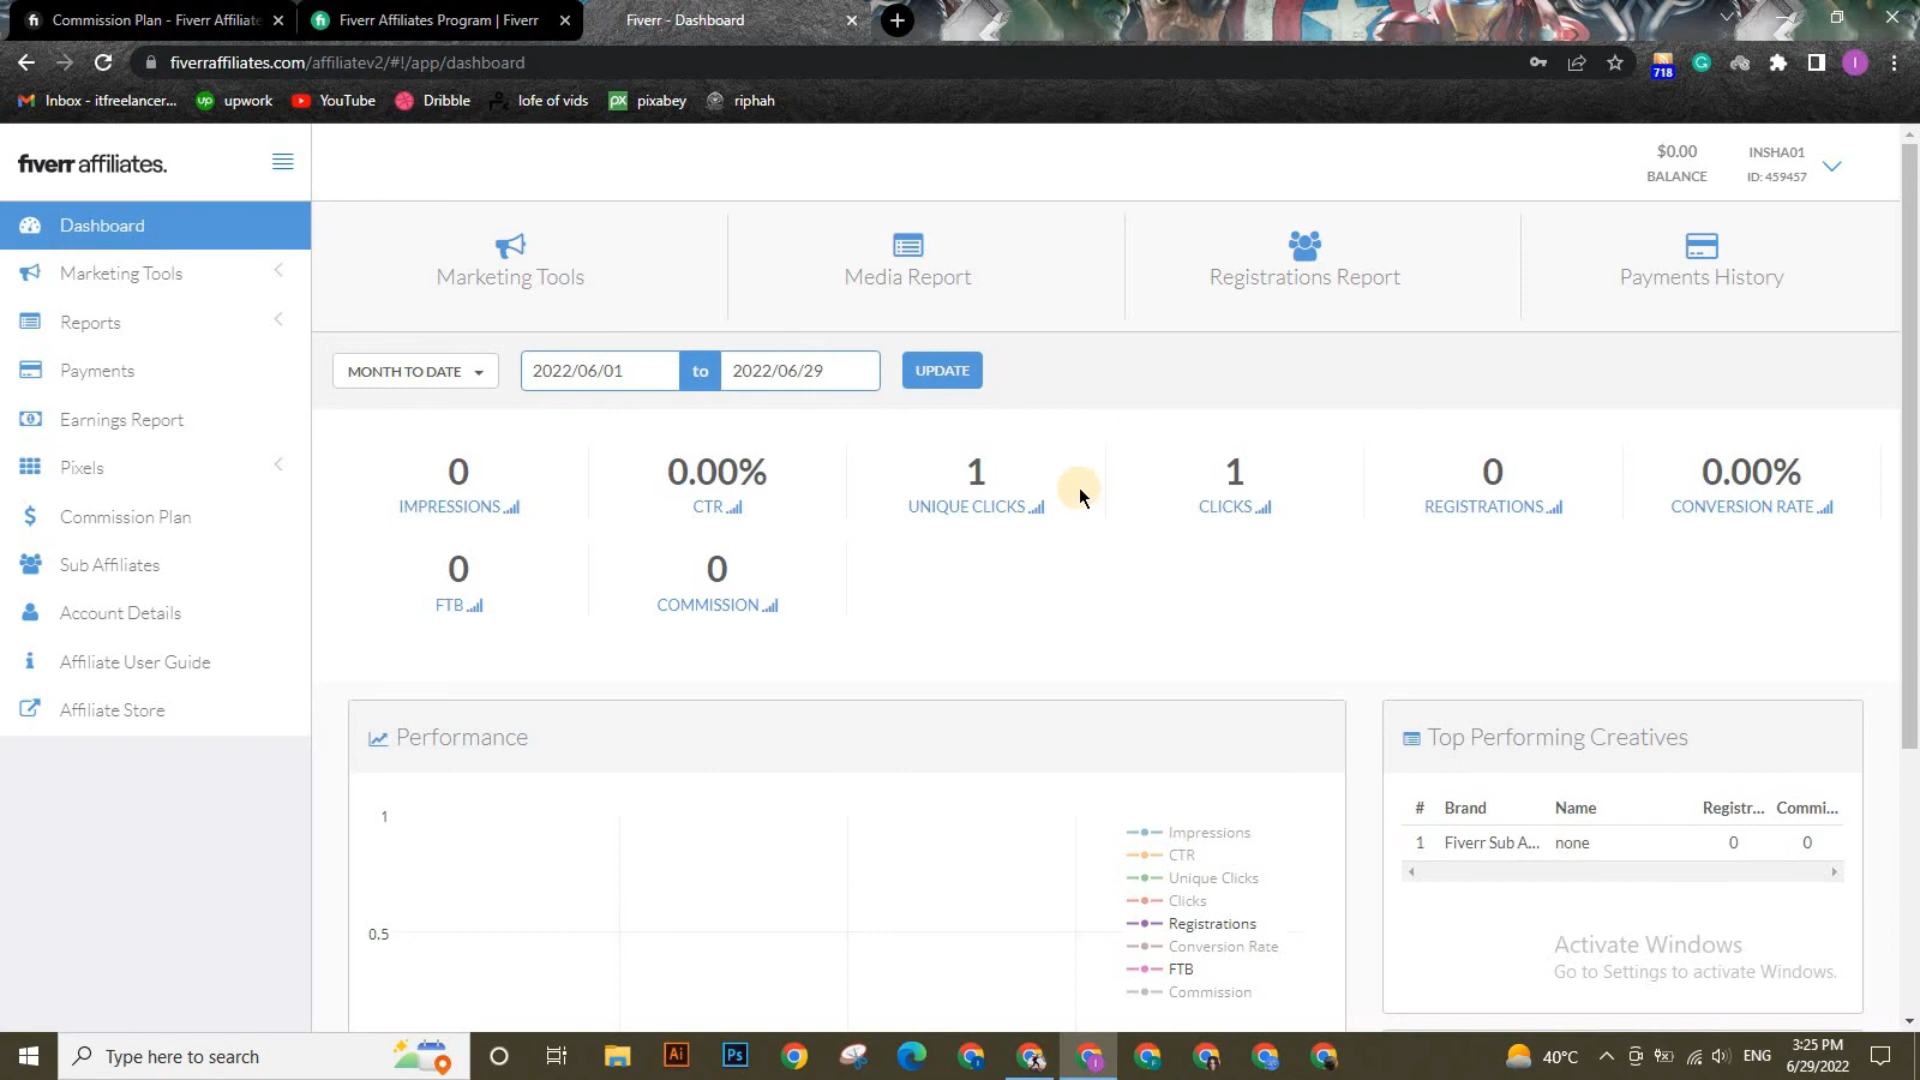 Commission Plan - Fiverr Affiliate
Fiverr Affiliates Program | Fiverr
Fiverr - Dashboard
fiverraffiliates.com/affiliatev2/#!/app/dashboard
718
I
Inbox - itfreelancer...
up upwork
YouTube
Dribble
lofe of vids
px pixabey
riphah
fiverr affiliates.
$0.00
BALANCE
INSHA01
ID: 459457
Dashboard
Marketing Tools
Reports
Payments
Earnings Report
Pixels
Commission Plan
Sub Affiliates
Account Details
Affiliate User Guide
Affiliate Store
Marketing Tools
Media Report
Registrations Report
Payments History
MONTH TO DATE
2022/06/01
to
2022/06/29
UPDATE
0
IMPRESSIONS
0.00%
CTR
1
UNIQUE CLICKS
1
CLICKS
0
REGISTRATIONS
0.00%
CONVERSION RATE
0
FTB
0
COMMISSION
Performance
1
0.5
Impressions
CTR
Unique Clicks
Clicks
Registrations
Conversion Rate
FTB
Commission
Top Performing Creatives
# Brand Name Registr... Commi...
1 Fiverr Sub A... none 0 0
Activate Windows
Go to Settings to activate Windows.
Type here to search
Ai
Ps
40°C
ENG
3:25 PM
6/29/2022